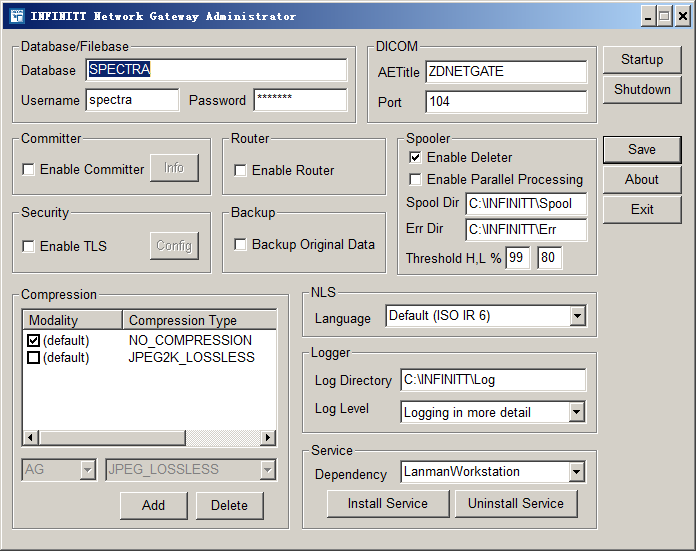 INFINITT Network Gateway Administrator
Database/Filebase
Database SPECTRA
Username spectra Password *******
DICOM
AETitle ZDNETGATE
Port 104
Startup
Shutdown
Committer
Enable Committer Info
Router
Enable Router
Spooler
Enable Deleter
Enable Parallel Processing
Spool Dir C:\INFINITT\Spool
Err Dir C:\INFINITT\Err
Threshold H,L % 99 80
Save
About
Exit
Security
Enable TLS Config
Backup
Backup Original Data
Compression
Modality Compression Type
(default) NO_COMPRESSION
(default) JPEG2K_LOSSLESS
AG JPEG_LOSSLESS
Add Delete
NLS
Language Default (ISO IR 6)
Logger
Log Directory C:\INFINITT\Log
Log Level Logging in more detail
Service
Dependency LanmanWorkstation
Install Service Uninstall Service